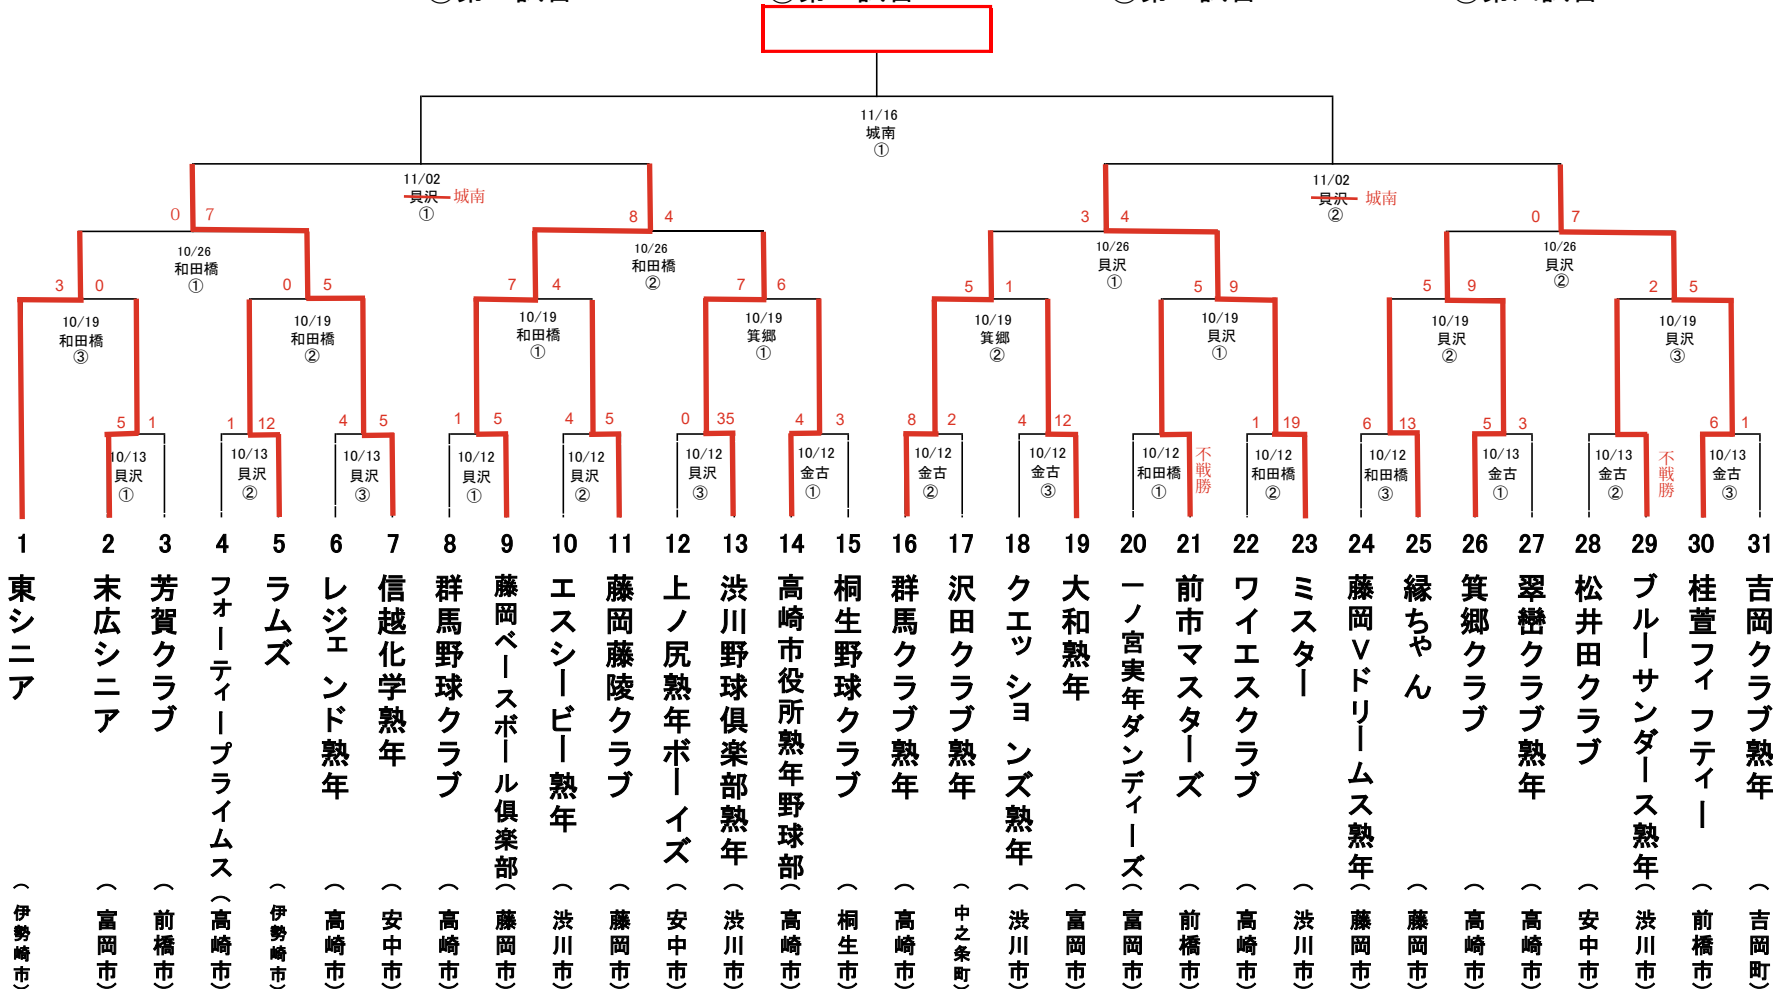 11/16
城南
①
11/02
貝沢 城南
①
11/02
貝沢 城南
②
0 7
8 4
3 4
0 7
10/26
和田橋
①
10/26
和田橋
②
10/26
貝沢
①
10/26
貝沢
②
3 0
0 5
7 4
7 6
5 1
5 9
5 9
2 5
10/19
和田橋
③
10/19
和田橋
②
10/19
和田橋
①
10/19
箕郷
①
10/19
箕郷
②
10/19
貝沢
①
10/19
貝沢
②
10/19
貝沢
③
5 1
1 12
4 5
1 5
4 5
0 35
4 3
8 2
4 12
1 19
6 13
5 3
6 1
10/13
貝沢
①
10/13
貝沢
②
10/13
貝沢
③
10/12
貝沢
①
10/12
貝沢
②
10/12
貝沢
③
10/12
金古
①
10/12
金古
②
10/12
金古
③
10/12
和田橋
①
不戦勝
10/12
和田橋
②
10/12
和田橋
③
10/13
金古
①
10/13
金古
②
不戦勝
10/13
金古
③
1 東シニア (伊勢崎市)
2 末広シニア (富岡市)
3 芳賀クラブ (前橋市)
4 フォーティープライムス (高崎市)
5 ラムズ (伊勢崎市)
6 レジェンド熟年 (高崎市)
7 信越化学熟年 (安中市)
8 群馬野球クラブ (高崎市)
9 藤岡ベースボール倶楽部 (藤岡市)
10 エスシービー熟年 (渋川市)
11 藤岡藤陵クラブ (藤岡市)
12 上ノ尻熟年ボーイズ (安中市)
13 渋川野球倶楽部熟年 (渋川市)
14 高崎市役所熟年野球部 (高崎市)
15 桐生野球クラブ (桐生市)
16 群馬クラブ熟年 (高崎市)
17 沢田クラブ熟年 (中之条町)
18 クエッションズ熟年 (渋川市)
19 大和熟年 (富岡市)
20 一ノ宮実年ダンディーズ (富岡市)
21 前市マスターズ (前橋市)
22 ワイエスクラブ (高崎市)
23 ミスター (渋川市)
24 藤岡Vドリームス熟年 (藤岡市)
25 縁ちゃん (藤岡市)
26 箕郷クラブ (高崎市)
27 翠巒クラブ熟年 (高崎市)
28 松井田クラブ (安中市)
29 ブルーサンダース熟年 (渋川市)
30 桂萱フィフティー (前橋市)
31 吉岡クラブ熟年 (吉岡町)